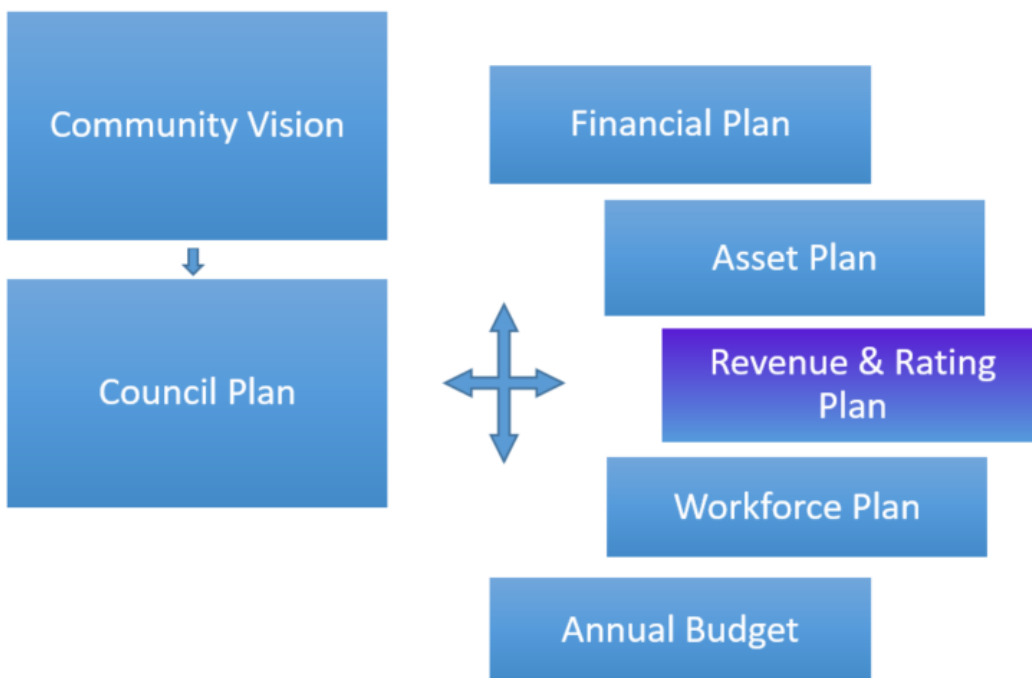 Community Vision
Council Plan
Financial Plan
Asset Plan
Revenue & Rating
Plan
Workforce Plan
Annual Budget